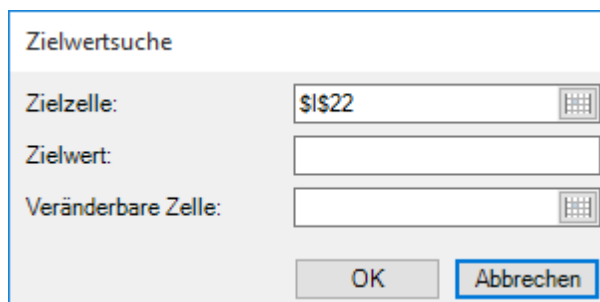 Zielwertsuche
Zielzelle: $I$22
Zielwert:
Veränderbare Zelle:
OK Abbrechen